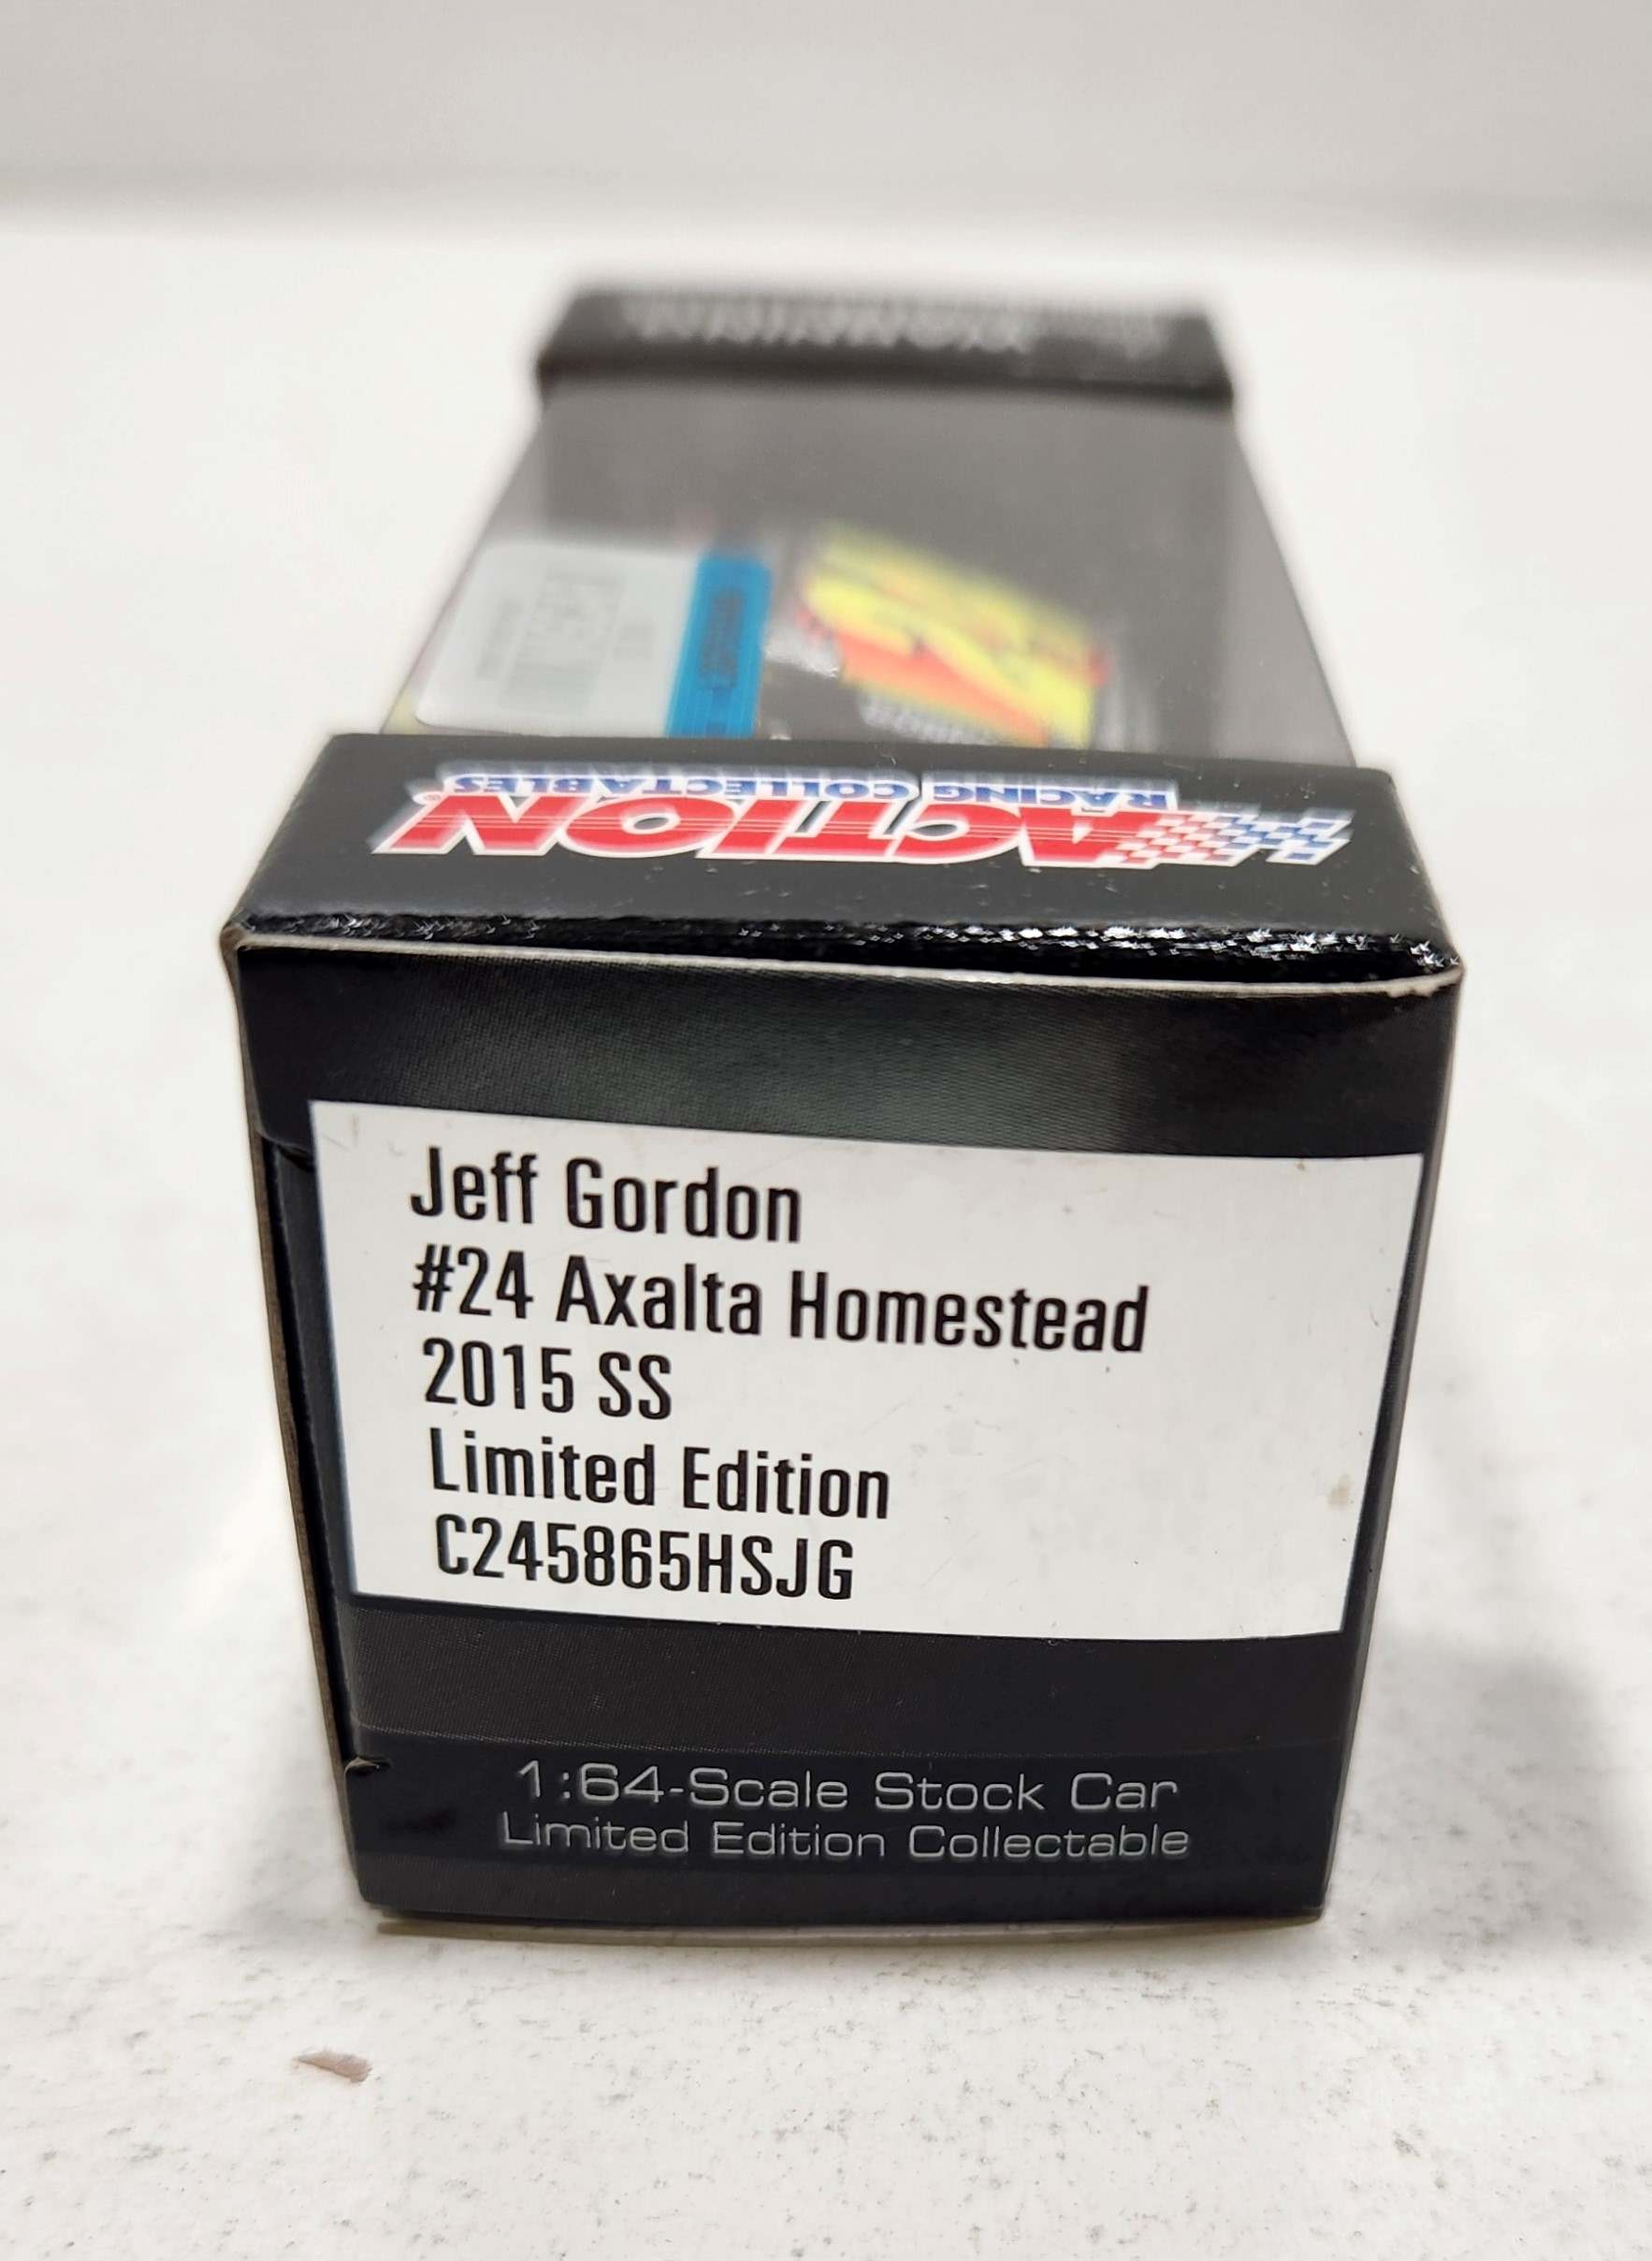 ACTION
RACING COLLECTABLES
Jeff Gordon
#24 Axalta Homestead
2015 SS
Limited Edition
C245865HSJG
1:64-Scale Stock Car
Limited Edition Collectable